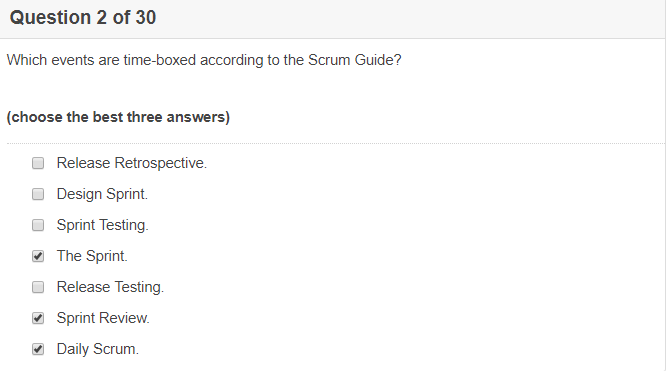 Question 2 of 30
Which events are time-boxed according to the Scrum Guide?
(choose the best three answers)
Release Retrospective.
Design Sprint.
Sprint Testing.
The Sprint.
Release Testing.
Sprint Review.
Daily Scrum.